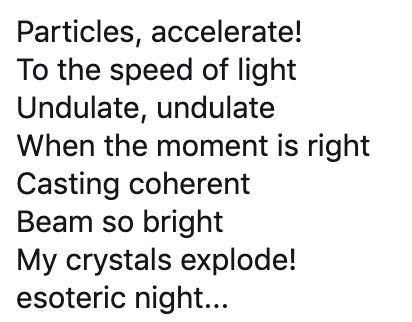 Particles, accelerate!
To the speed of light
Undulate, undulate
When the moment is right
Casting coherent
Beam so bright
My crystals explode!
esoteric night...